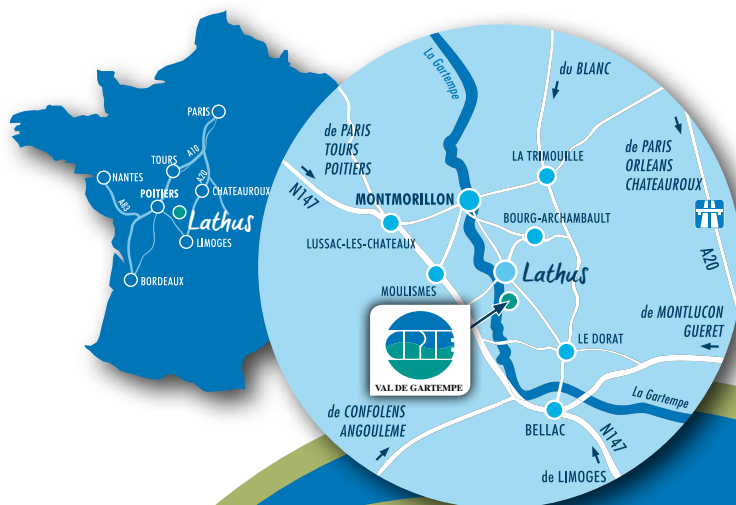 PARIS
A10
TOURS
A20
NANTES
CHATEAUROUX
POITIERS
A83
Lathus
LIMOGES
BORDEAUX
La Gartempe
du BLANC
de PARIS
TOURS
POITIERS
de PARIS
ORLEANS
CHATEAUROUX
LA TRIMOUILLE
N147
MONTMORILLON
BOURG-ARCHAMBAULT
LUSSAC-LES-CHATEAUX
A20
Lathus
MOULISMES
de MONTLUCON
GUERET
CPIE
VAL DE GARTEMPE
LE DORAT
La Gartempe
de CONFOLENS
ANGOULEME
BELLAC
N147
de LIMOGES